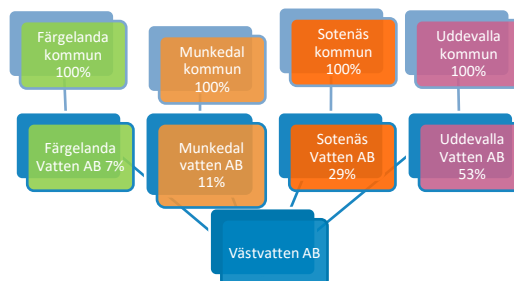 Färgelanda
kommun
100%
Munkedal
kommun
100%
Sotenäs
kommun
100%
Uddevalla
kommun
100%
Färgelanda
Vatten AB 7%
Munkedal
vatten AB
11%
Sotenäs
Vatten AB
29%
Uddevalla
Vatten AB
53%
Västvatten AB